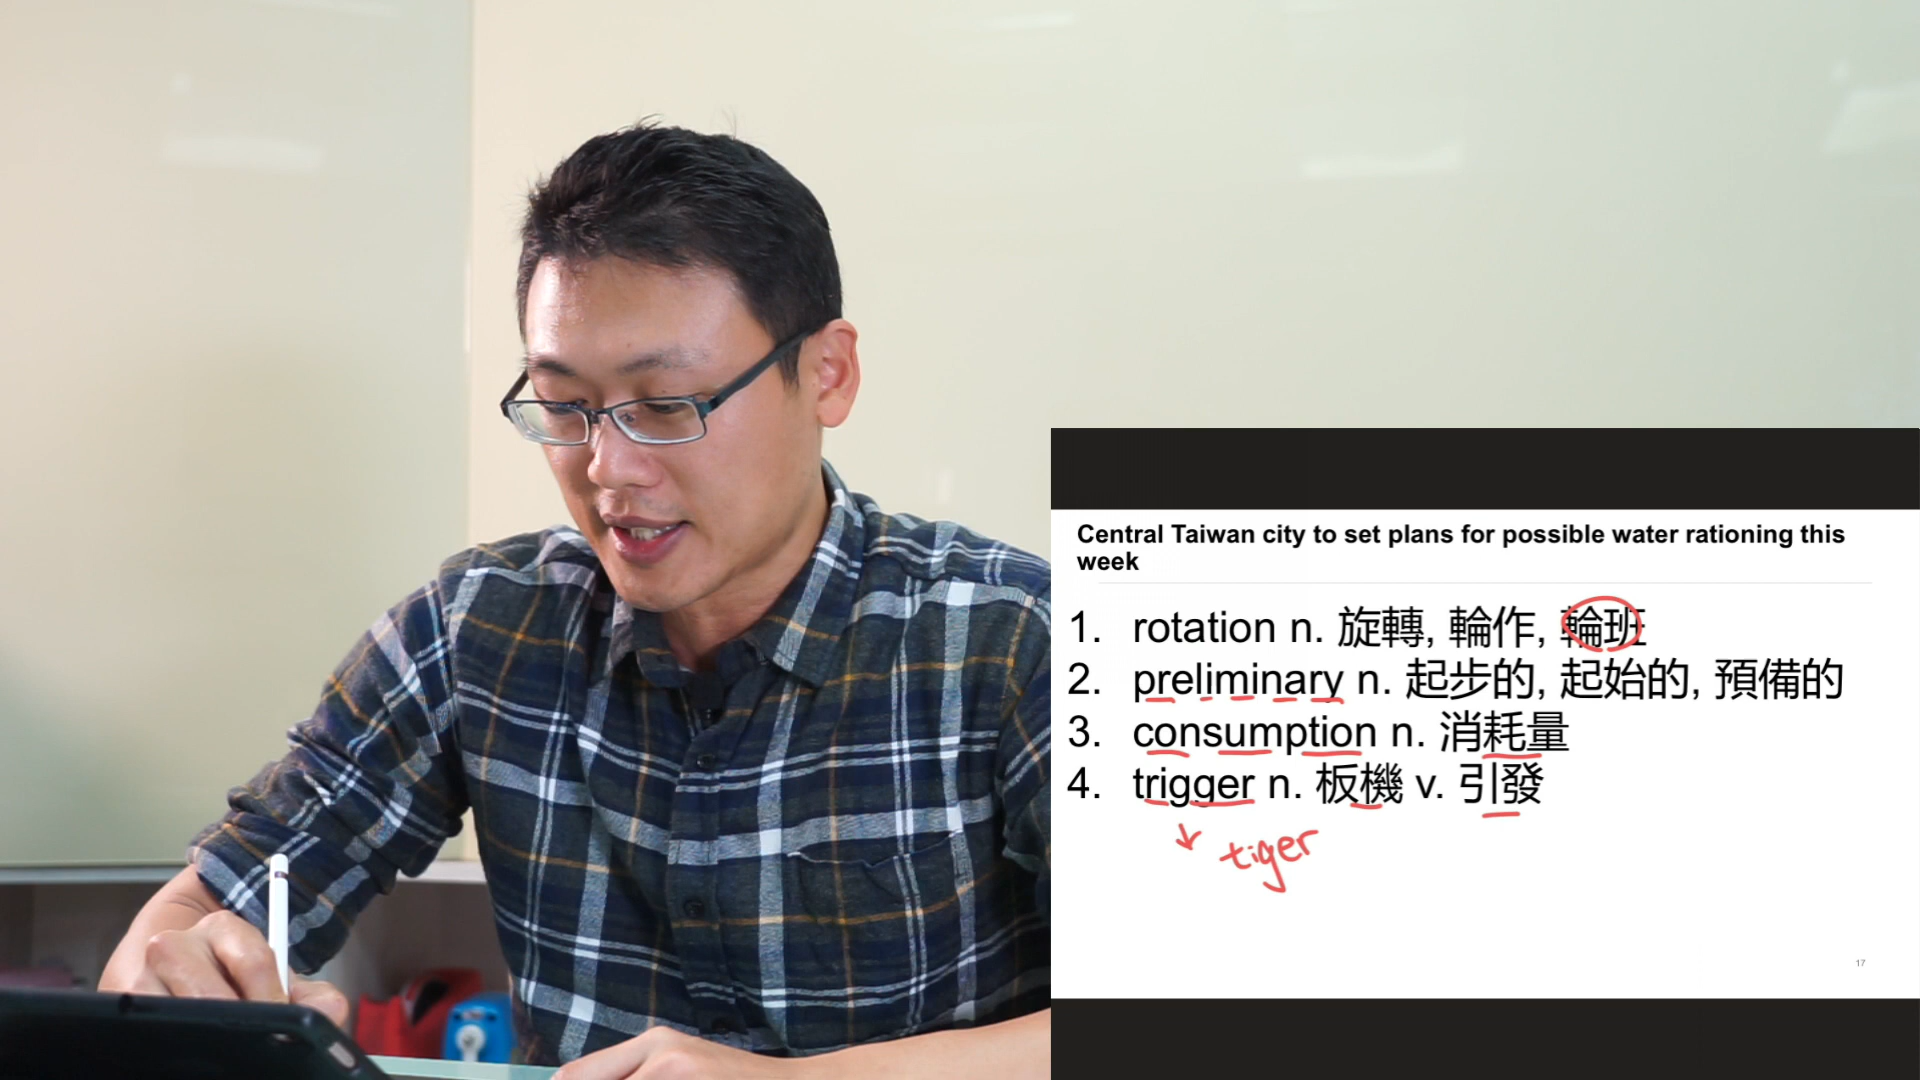 Central Taiwan city to set plans for possible water rationing this
week
1. rotation n. 旋轉, 輪作, 輪班
2. preliminary n. 起步的, 起始的, 預備的
3. consumption n. 消耗量
4. trigger n. 板機 v. 引發
tiger
17